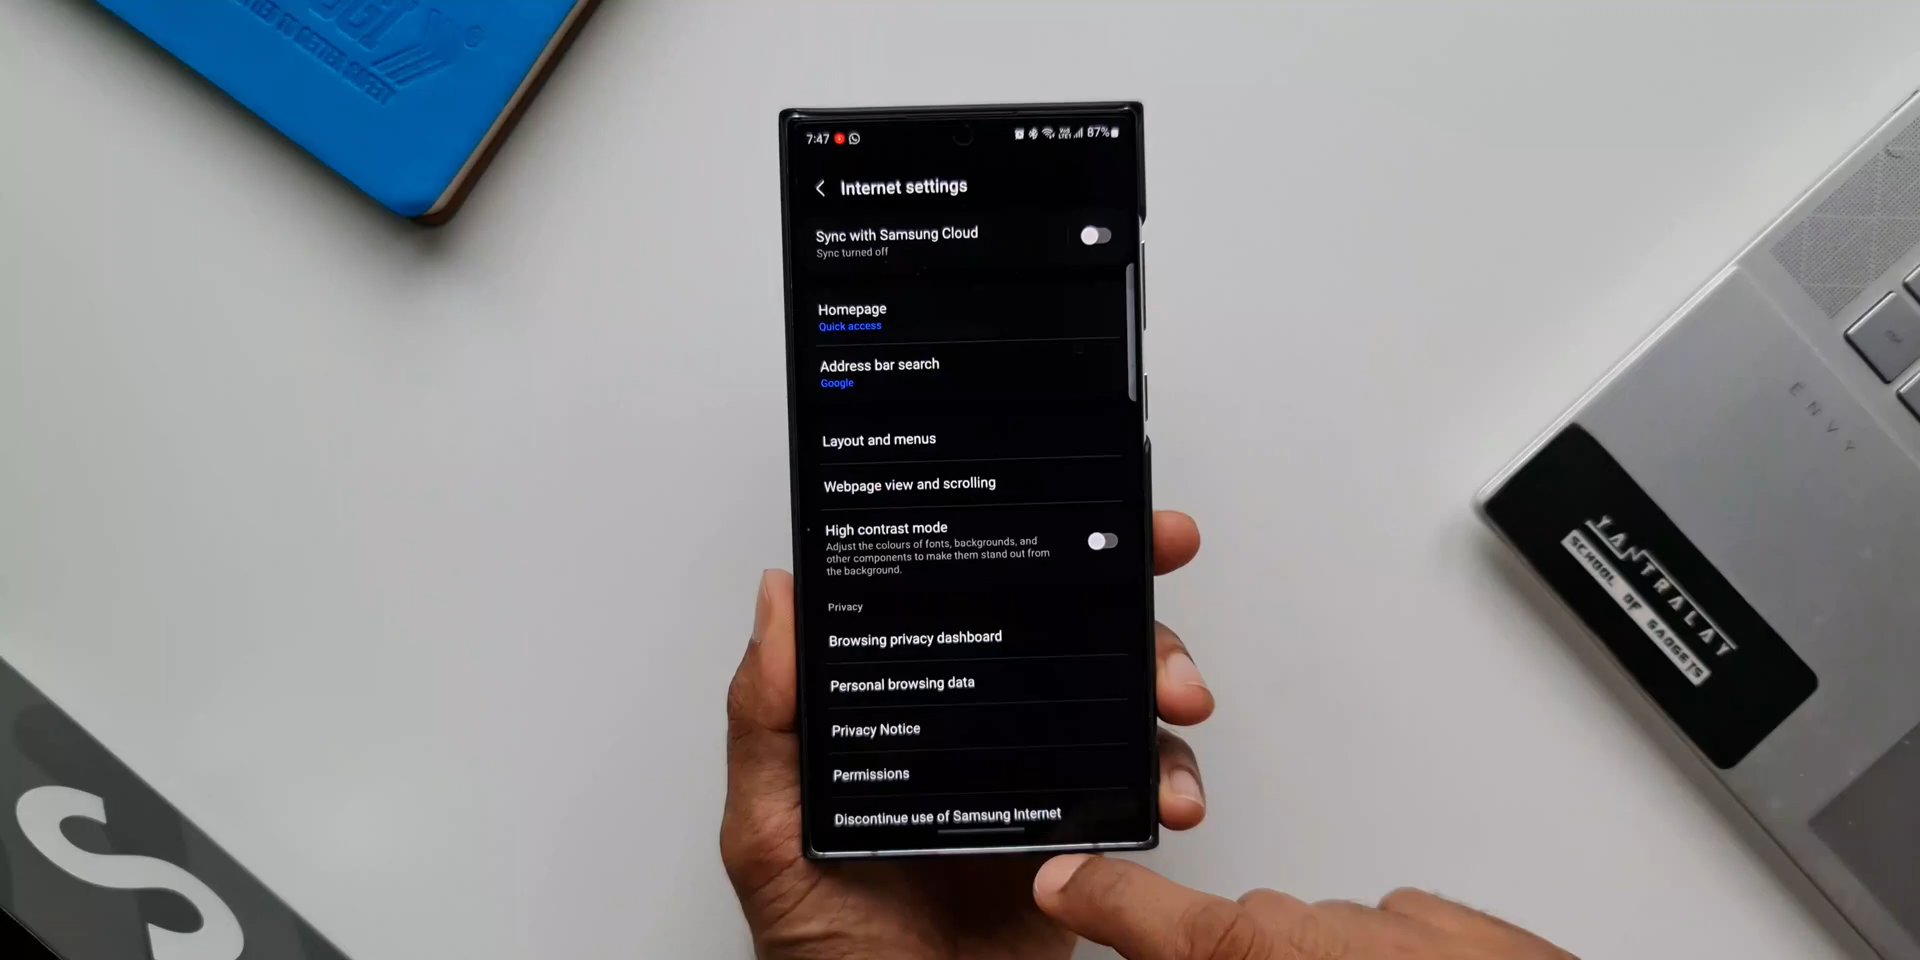 7:47
87%
Internet settings
Sync with Samsung Cloud
Sync turned off
Homepage
Quick access
Address bar search
Google
Layout and menus
Webpage view and scrolling
High contrast mode
Adjust the colours of fonts, backgrounds, and
other components to make them stand out from
the background.
Privacy
Browsing privacy dashboard
Personal browsing data
Privacy Notice
Permissions
Discontinue use of Samsung Internet
ENVY
YANTRALAY
SCHOOL OF GADGETS
S